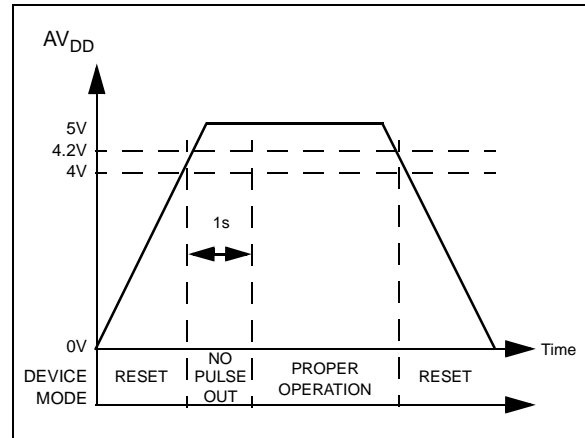 AVDD
5V
4.2V
4V
1s
0V
Time
DEVICE
MODE
RESET
NO
PULSE
OUT
PROPER
OPERATION
RESET